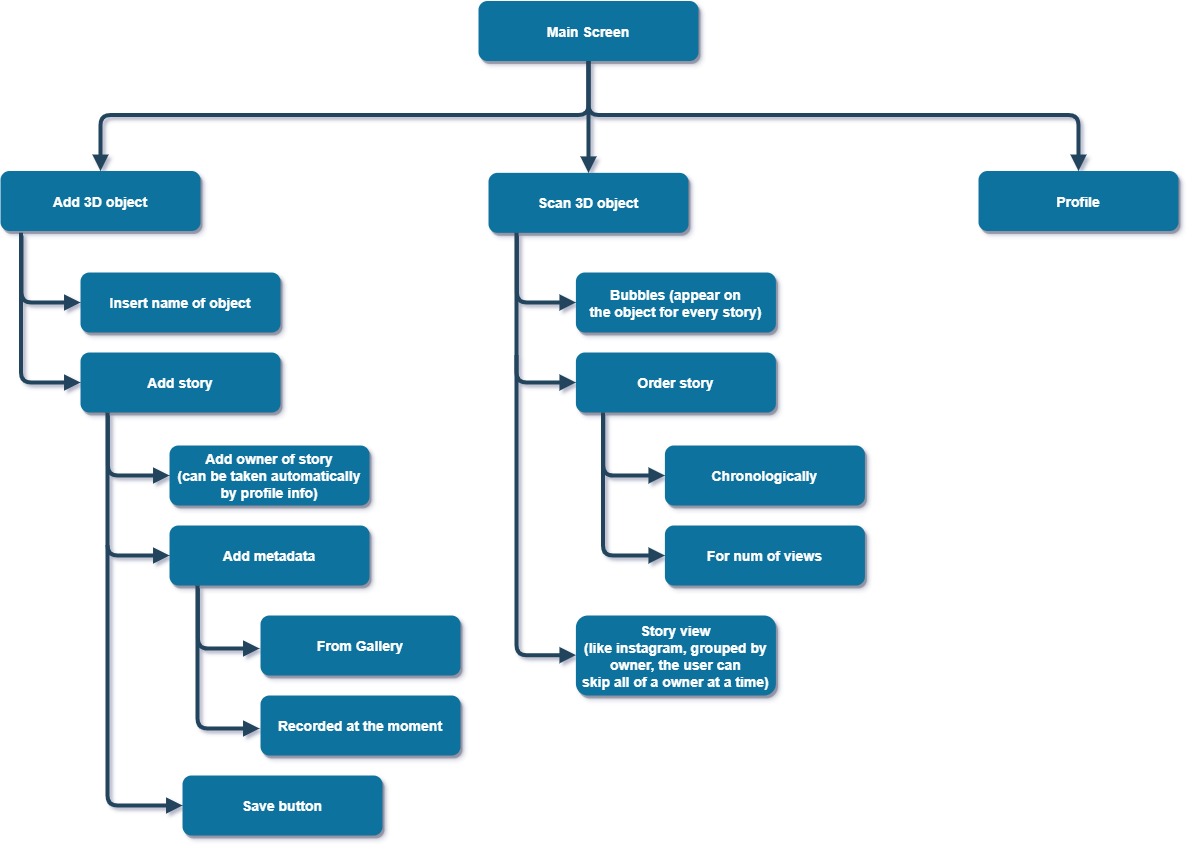 Main Screen
Add 3D object
Scan 3D object
Profile
Insert name of object
Add story
Add owner of story
(can be taken automatically
by profile info)
Add metadata
From Gallery
Recorded at the moment
Save button
Bubbles (appear on
the object for every story)
Order story
Chronologically
For num of views
Story view
(like instagram, grouped by
owner, the user can
skip all of a owner at a time)